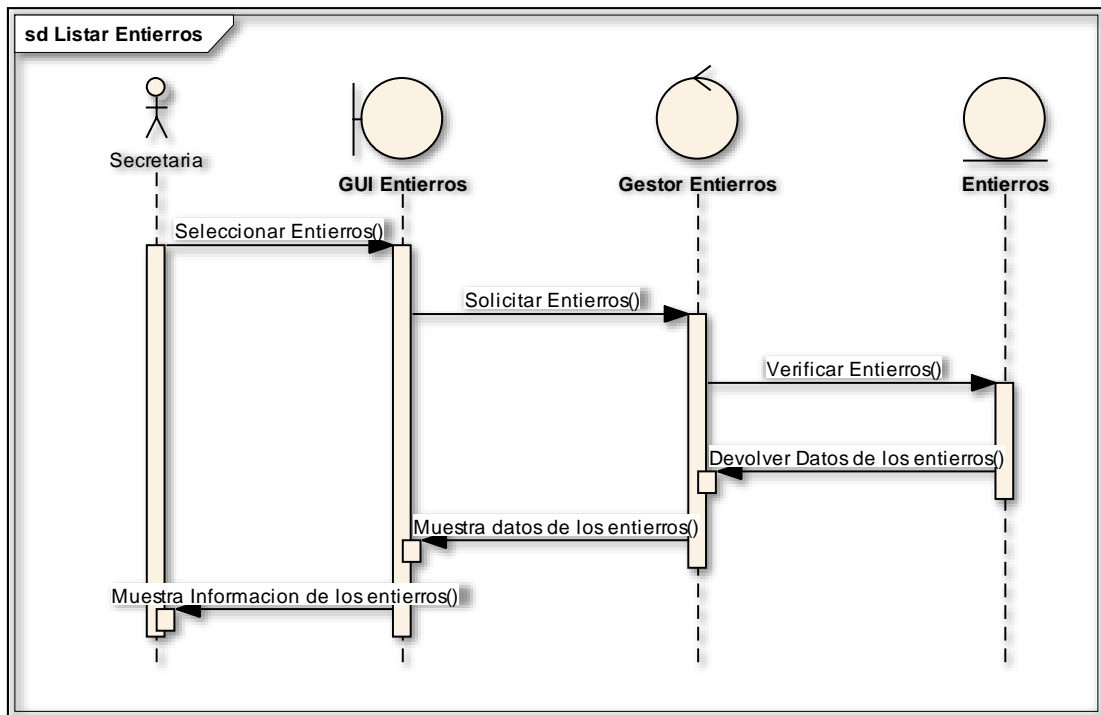 sd Listar Entierros
Secretaria
GUI Entierros
Gestor Entierros
Entierros
Seleccionar Entierros()
Solicitar Entierros()
Verificar Entierros()
Devolver Datos de los entierros()
Muestra datos de los entierros()
Muestra Informacion de los entierros()